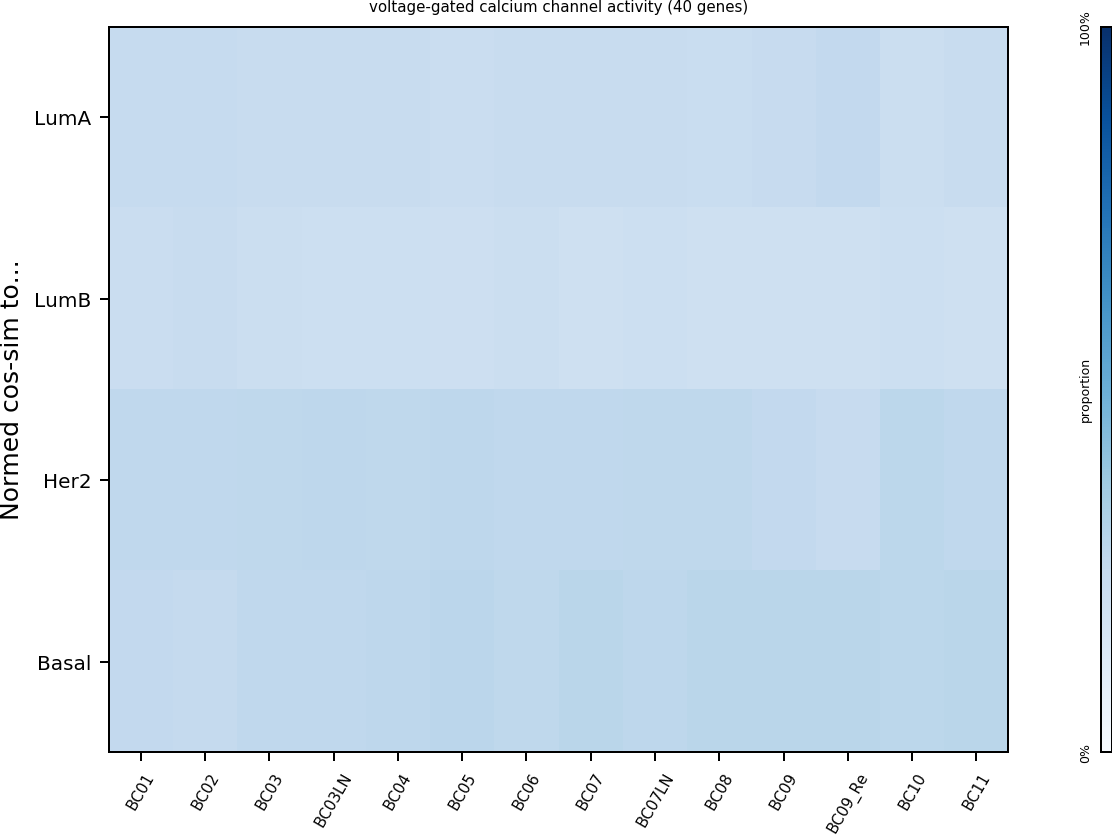 voltage-gated calcium channel activity (40 genes)
Normed cos-sim to...
LumA
LumB
Her2
Basal
BC01
BC02
BC03
BC03LN
BC04
BC05
BC06
BC07
BC07LN
BC08
BC09
BC09_Re
BC10
BC11
100%
proportion
0%